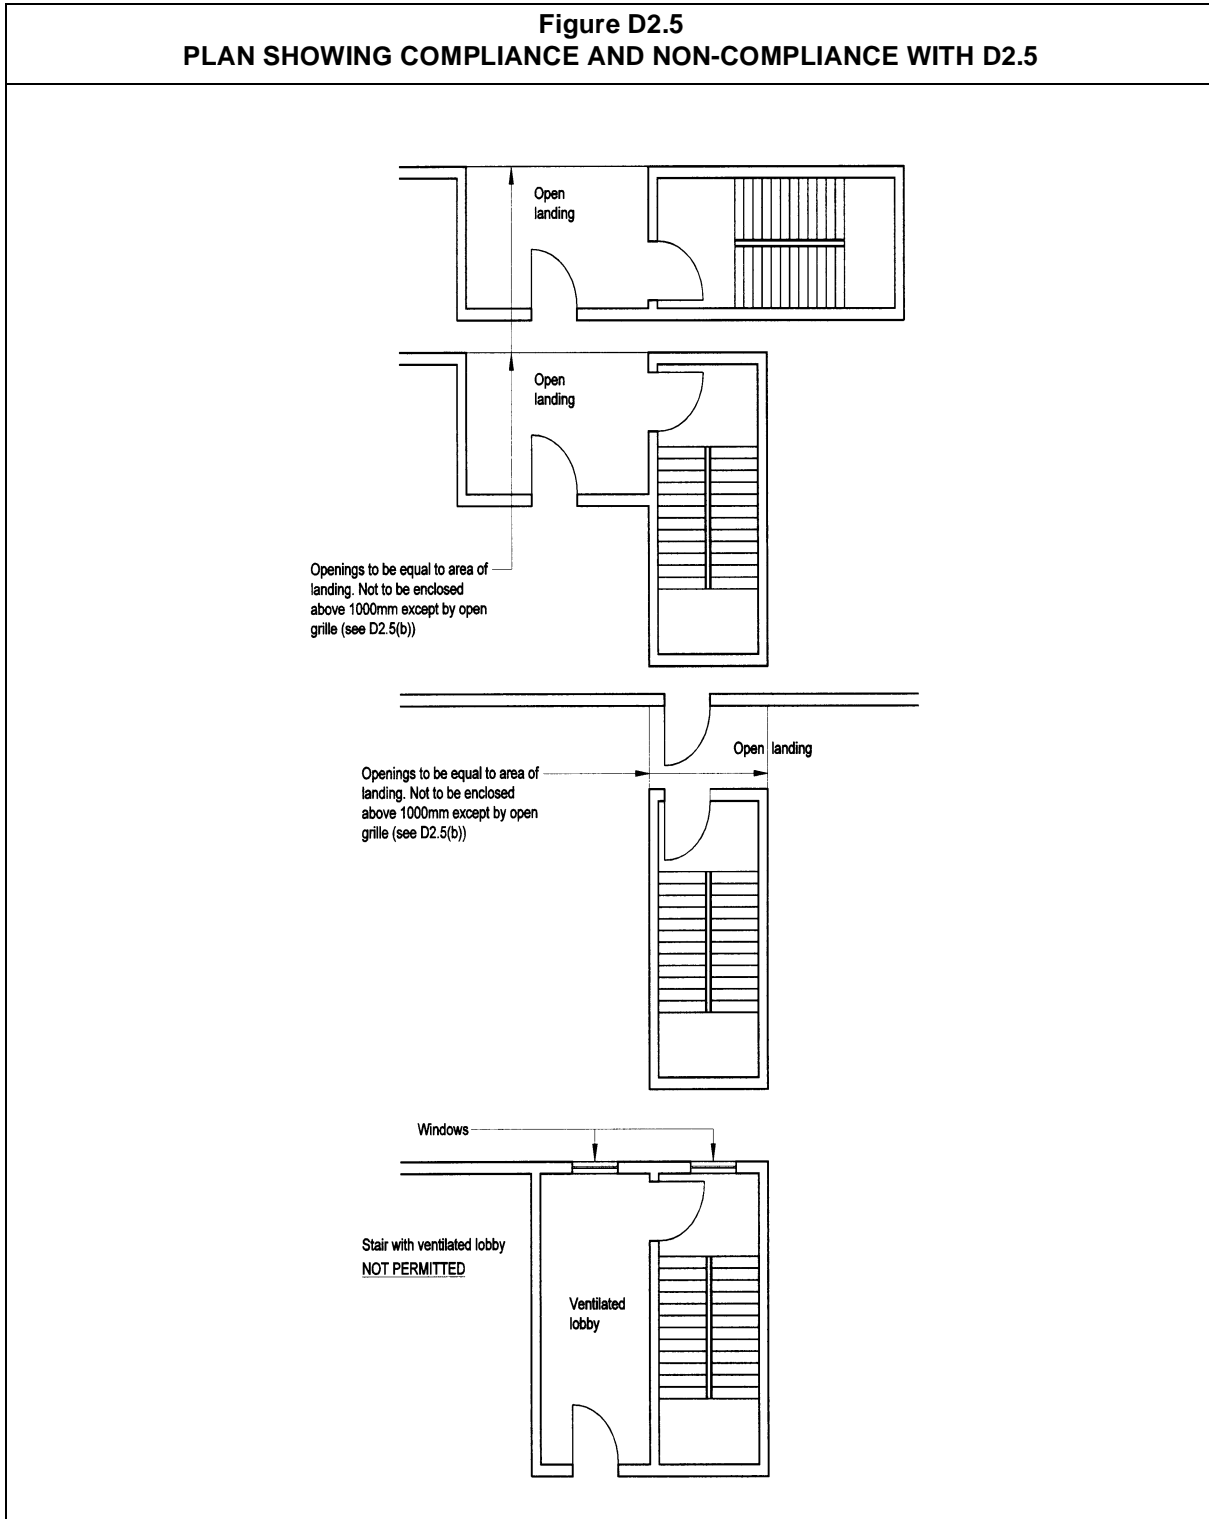 Figure D2.5
PLAN SHOWING COMPLIANCE AND NON-COMPLIANCE WITH D2.5
Open
landing
Open
landing
Openings to be equal to area of
landing. Not to be enclosed
above 1000mm except by open
grille (see D2.5(b))
Open landing
Openings to be equal to area of
landing. Not to be enclosed
above 1000mm except by open
grille (see D2.5(b))
Windows
Stair with ventilated lobby
NOT PERMITTED
Ventilated
lobby